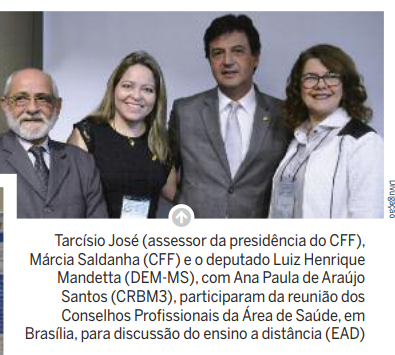 Divulgação
Tarcísio José (assessor da presidência do CFF),
Márcia Saldanha (CFF) e o deputado Luiz Henrique
Mandetta (DEM-MS), com Ana Paula de Araújo
Santos (CRBM3), participaram da reunião dos
Conselhos Profissionais da Área de Saúde, em
Brasília, para discussão do ensino a distância (EAD)